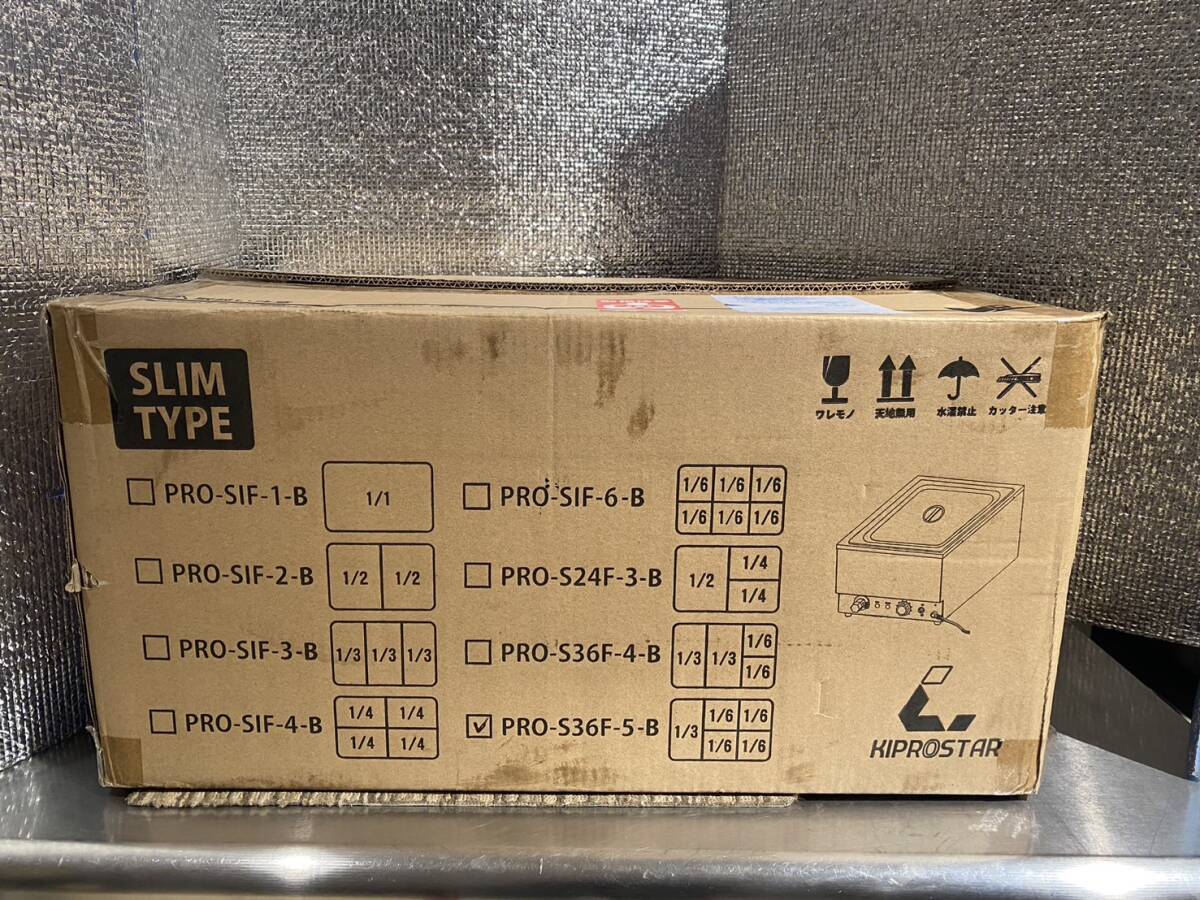 SLIM
TYPE
ワレモノ 天地無用 水濡禁止 カッター注意
PRO-SIF-1-B 1/1
PRO-SIF-2-B 1/2 1/2
PRO-SIF-3-B 1/3 1/3 1/3
PRO-SIF-4-B 1/4 1/4
1/4 1/4
PRO-SIF-6-B 1/6 1/6 1/6
1/6 1/6 1/6
PRO-S24F-3-B 1/2 1/4
1/4
PRO-S36F-4-B 1/3 1/3 1/6
1/6
PRO-S36F-5-B 1/3 1/6 1/6
1/6 1/6
KIPROSTAR